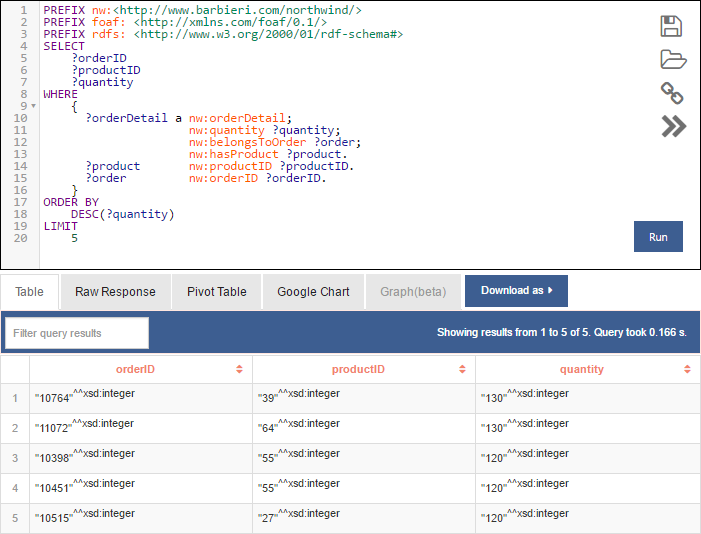 1 PREFIX nw:<http://www.barbieri.com/northwind/>
2 PREFIX foaf: <http://xmlns.com/foaf/0.1/>
3 PREFIX rdfs: <http://www.w3.org/2000/01/rdf-schema#>
4 SELECT
5 ?orderID
6 ?productID
7 ?quantity
8 WHERE
9 {
10 ?orderDetail a nw:orderDetail;
11 nw:quantity ?quantity;
12 nw:belongsToOrder ?order;
13 nw:hasProduct ?product.
14 ?product nw:productID ?productID.
15 ?order nw:orderID ?orderID.
16 }
17 ORDER BY
18 DESC(?quantity)
19 LIMIT
20 5
Run
Table Raw Response Pivot Table Google Chart Graph(beta) Download as
Filter query results Showing results from 1 to 5 of 5. Query took 0.166 s.
orderID productID quantity
1 "10764"^^xsd:integer "39"^^xsd:integer "130"^^xsd:integer
2 "11072"^^xsd:integer "64"^^xsd:integer "130"^^xsd:integer
3 "10398"^^xsd:integer "55"^^xsd:integer "120"^^xsd:integer
4 "10451"^^xsd:integer "55"^^xsd:integer "120"^^xsd:integer
5 "10515"^^xsd:integer "27"^^xsd:integer "120"^^xsd:integer